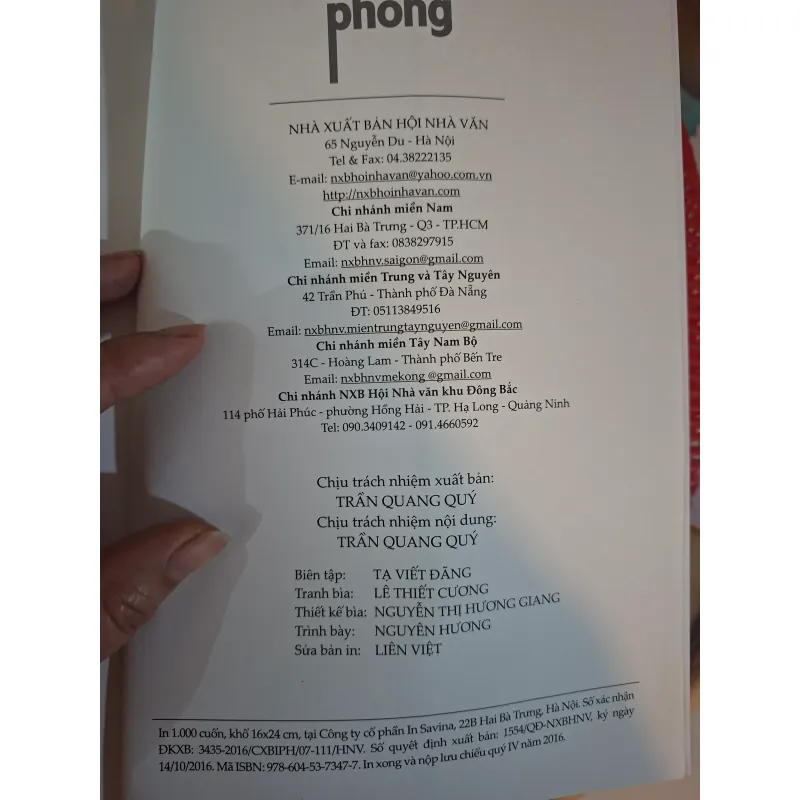 phong
NHÀ XUẤT BẢN HỘI NHÀ VĂN
65 Nguyễn Du - Hà Nội
Tel & Fax: 04.38222135
E-mail: nxbhoinhavan@yahoo.com.vn
http://nxbhoinhavan.com
Chi nhánh miền Nam
371/16 Hai Bà Trưng - Q3 - TP.HCM
ĐT và fax: 0838297915
Email: nxbhnv.saigon@gmail.com
Chi nhánh miền Trung và Tây Nguyên
42 Trần Phú - Thành phố Đà Nẵng
ĐT: 05113849516
Email: nxbhnv.mientrungtaynguyen@gmail.com
Chi nhánh miền Tây Nam Bộ
314C - Hoàng Lam - Thành phố Bến Tre
Email: nxbhnvmekong @gmail.com
Chi nhánh NXB Hội Nhà văn khu Đông Bắc
114 phố Hải Phúc - phường Hồng Hải - TP. Hạ Long - Quảng Ninh
Tel: 090.3409142 - 091.4660592
Chịu trách nhiệm xuất bản:
TRẦN QUANG QUÝ
Chịu trách nhiệm nội dung:
TRẦN QUANG QUÝ
Biên tập: TẠ VIẾT ĐÃNG
Tranh bìa: LÊ THIẾT CƯƠNG
Thiết kế bìa: NGUYỄN THỊ HƯƠNG GIANG
Trình bày: NGUYÊN HƯƠNG
Sửa bản in: LIÊN VIỆT
In 1.000 cuốn, khổ 16x24 cm, tại Công ty cổ phần In Savina, 22B Hai Bà Trưng, Hà Nội. Số xác nhận
ĐKXB: 3435-2016/CXBIPH/07-111/HNV. Số quyết định xuất bản: 1554/QĐ-NXBHNV, ký ngày
14/10/2016. Mã ISBN: 978-604-53-7347-7. In xong và nộp lưu chiểu quý IV năm 2016.